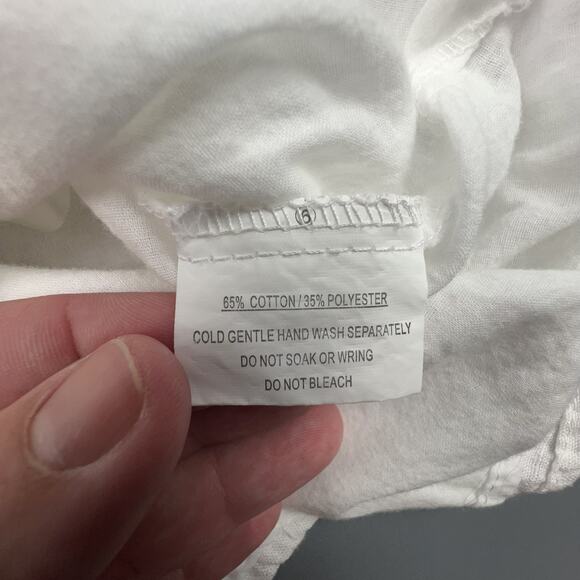 (6)
65% COTTON / 35% POLYESTER
COLD GENTLE HAND WASH SEPARATELY
DO NOT SOAK OR WRING
DO NOT BLEACH